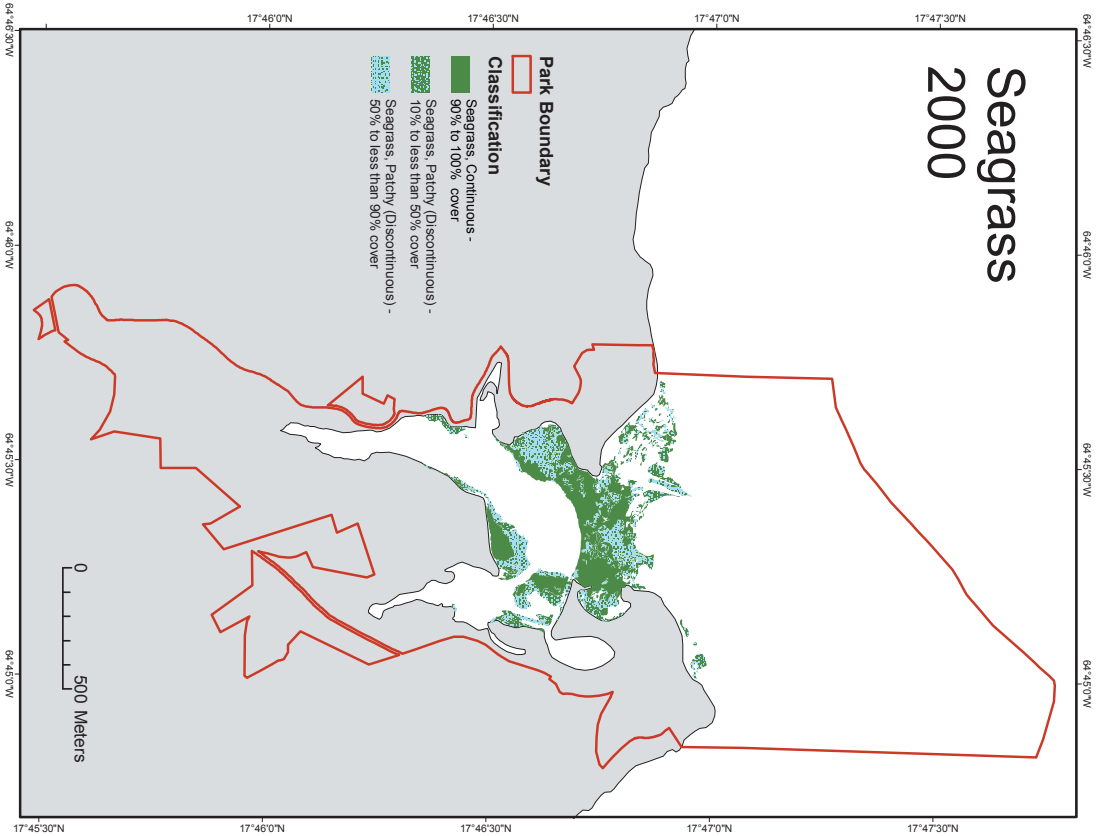 64°46'30"W
64°46'0"W
64°45'30"W
64°45'0"W
Seagrass
2000
17°47'30"N
17°47'30"N
17°47'0"N
17°47'0"N
Park Boundary
Classification
Seagrass, Continuous -
90% to 100% cover
Seagrass, Patchy (Discontinuous) -
10% to less than 50% cover
Seagrass, Patchy (Discontinuous) -
50% to less than 90% cover
17°46'30"N
17°46'30"N
17°46'0"N
17°46'0"N
0
500 Meters
17°45'30"N
64°46'30"W
64°46'0"W
64°45'30"W
64°45'0"W